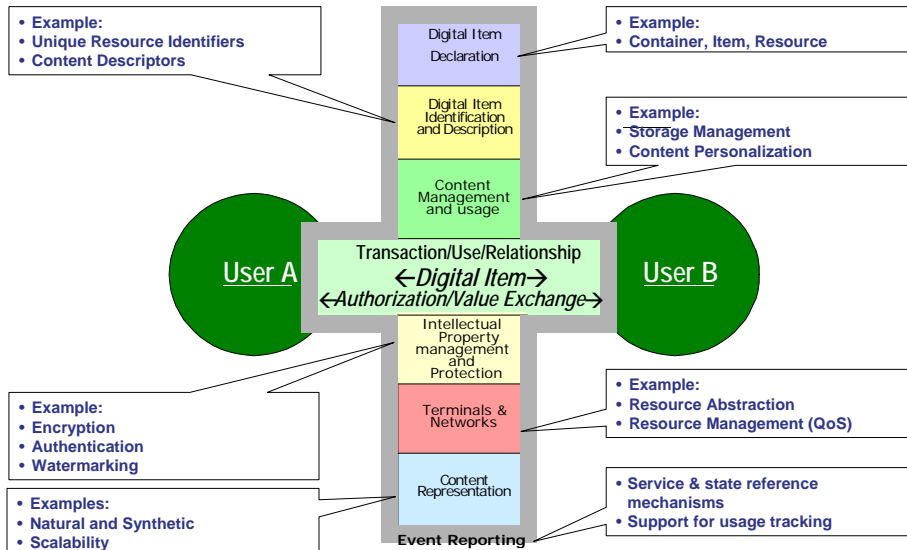 • Example:
• Unique Resource Identifiers
• Content Descriptors
Digital Item
Declaration
• Example:
• Container, Item, Resource
Digital Item
Identification
and Description
• Example:
• Storage Management
• Content Personalization
Content
Management
and usage
User A
Transaction/Use/Relationship
←Digital Item→
←Authorization/Value Exchange→
User B
Intellectual
Property
management
and
Protection
• Example:
• Encryption
• Authentication
• Watermarking
Terminals &
Networks
• Example:
• Resource Abstraction
• Resource Management (QoS)
• Examples:
• Natural and Synthetic
• Scalability
Content
Representation
• Service & state reference
mechanisms
• Support for usage tracking
Event Reporting